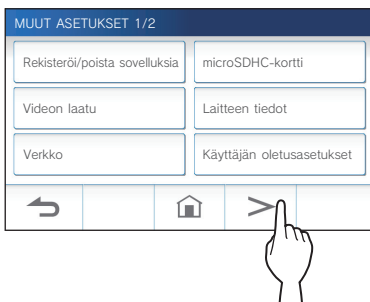 MUUT ASETUKSET 1/2
Rekisteröi/poista sovelluksia
microSDHC-kortti
Videon laatu
Laitteen tiedot
Verkko
Käyttäjän oletusasetukset